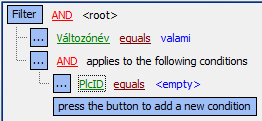 Filter AND <root>
... Változónév equals valami
... AND applies to the following conditions
... PlcID equals <empty>
press the button to add a new condition